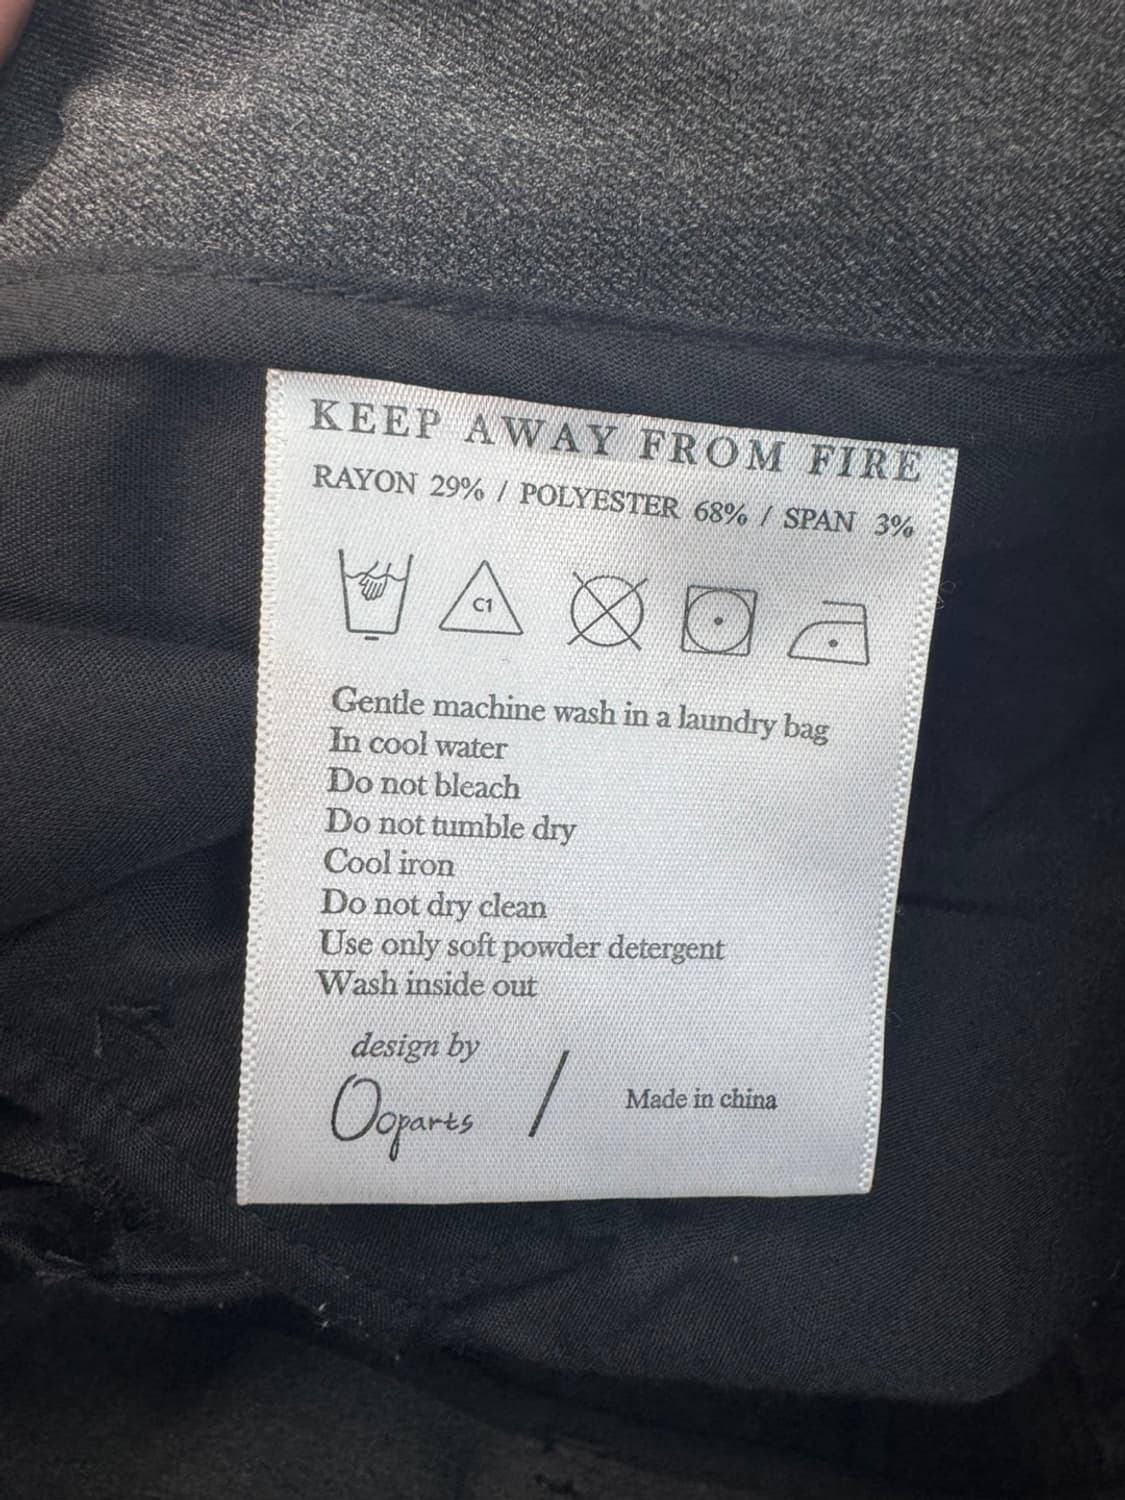 KEEP AWAY FROM FIRE
RAYON 29% / POLYESTER 68% / SPAN 3%
C1
Gentle machine wash in a laundry bag
In cool water
Do not bleach
Do not tumble dry
Cool iron
Do not dry clean
Use only soft powder detergent
Wash inside out
design by
Ooparts / Made in china